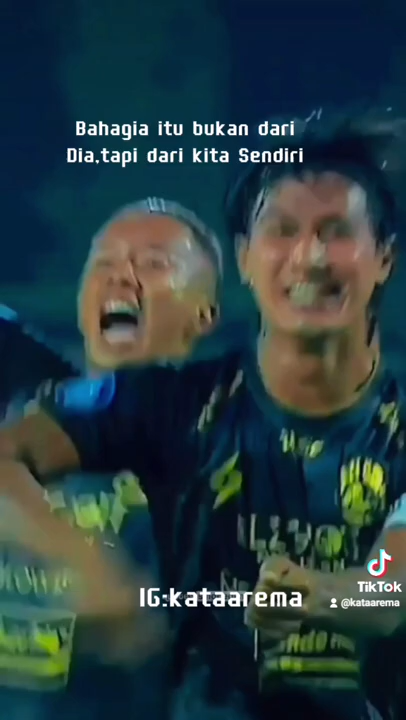 Bahagia itu bukan dari
Dia,tapi dari kita Sendiri
IG:kataarema
TikTok
@kataarema